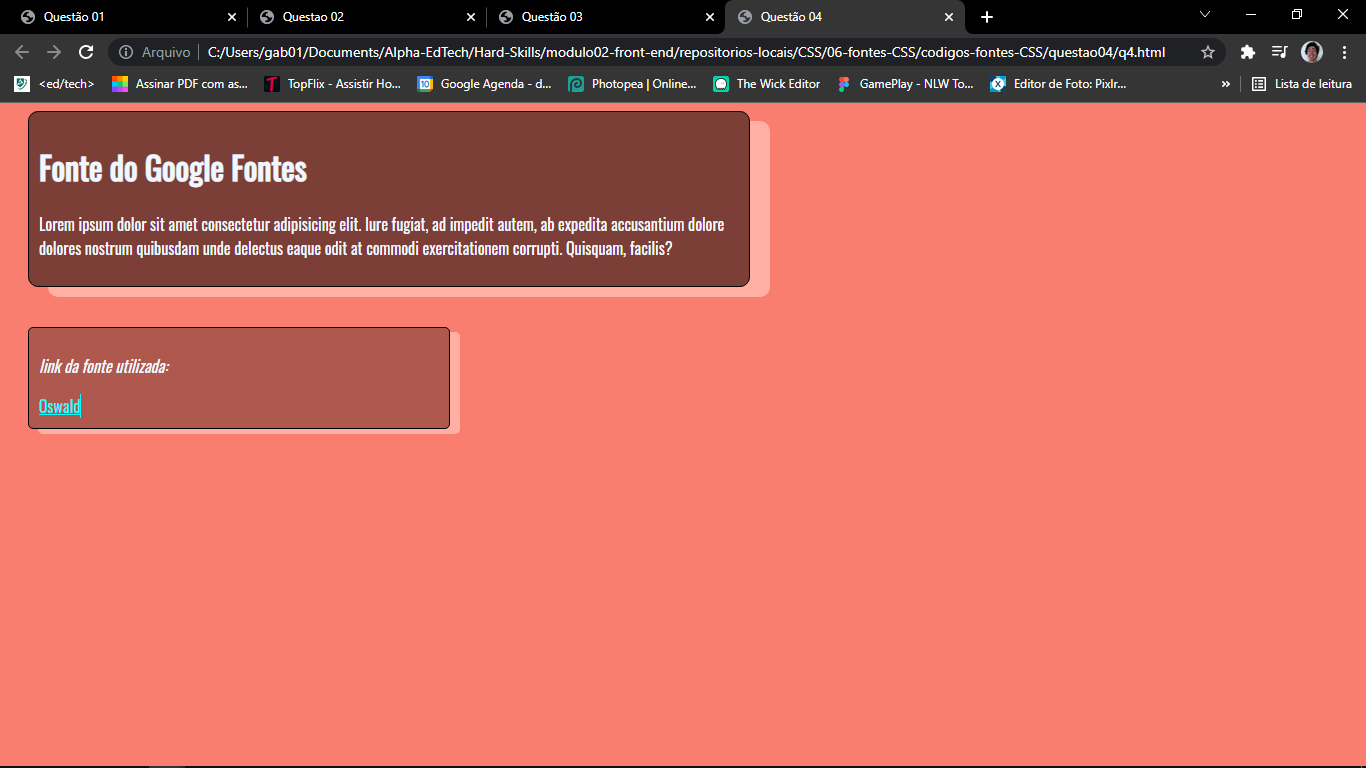 Questão 01
Questao 02
Questão 03
Questão 04
Arquivo
C:/Users/gab01/Documents/Alpha-EdTech/Hard-Skills/modulo02-front-end/repositorios-locais/CSS/06-fontes-CSS/codigos-fontes-CSS/questao04/q4.html
<ed/tech>
Assinar PDF com as...
TopFlix - Assistir Ho...
Google Agenda - d...
Photopea | Online...
The Wick Editor
GamePlay - NLW To...
Editor de Foto: Pixlr...
»
Lista de leitura
Fonte do Google Fontes
Lorem ipsum dolor sit amet consectetur adipisicing elit. Iure fugiat, ad impedit autem, ab expedita accusantium dolore
dolores nostrum quibusdam unde delectus eaque odit at commodi exercitationem corrupti. Quisquam, facilis?
link da fonte utilizada:
Oswald